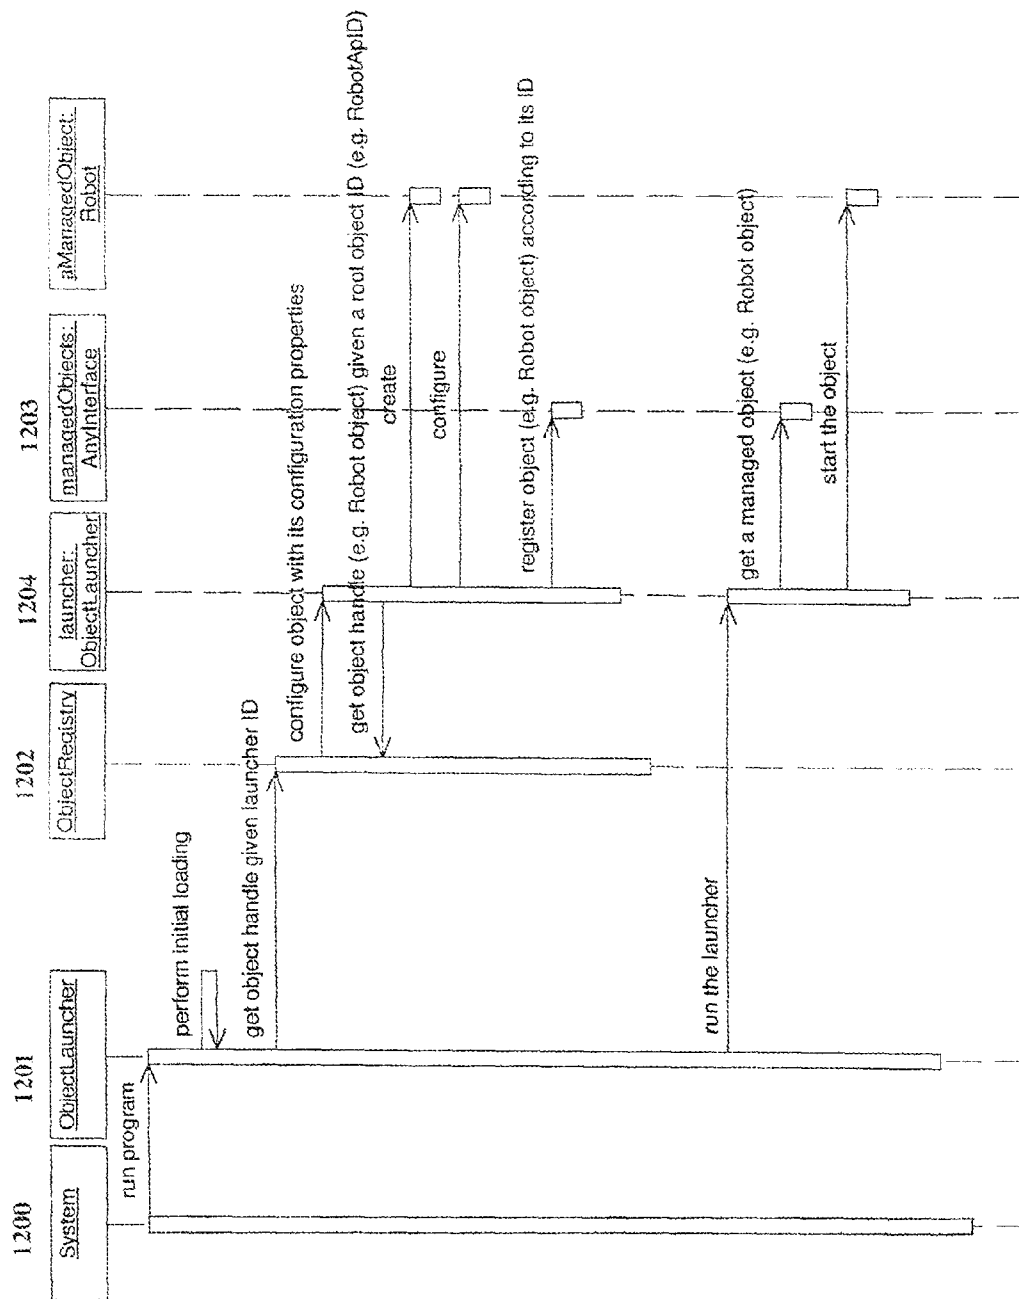 1200
1201
1202
1204
1203
System
ObjectLauncher
ObjectRegistry
launcher:
ObjectLauncher
managedObjects:
AnyInterface
aManagedObject:
Robot
run program
perform initial loading
get object handle given launcher ID
configure object with its configuration properties
get object handle (e.g. Robot object) given a root object ID (e.g. RobotApID)
create
configure
register object (e.g. Robot object) according to its ID
run the launcher
get a managed object (e.g. Robot object)
start the object